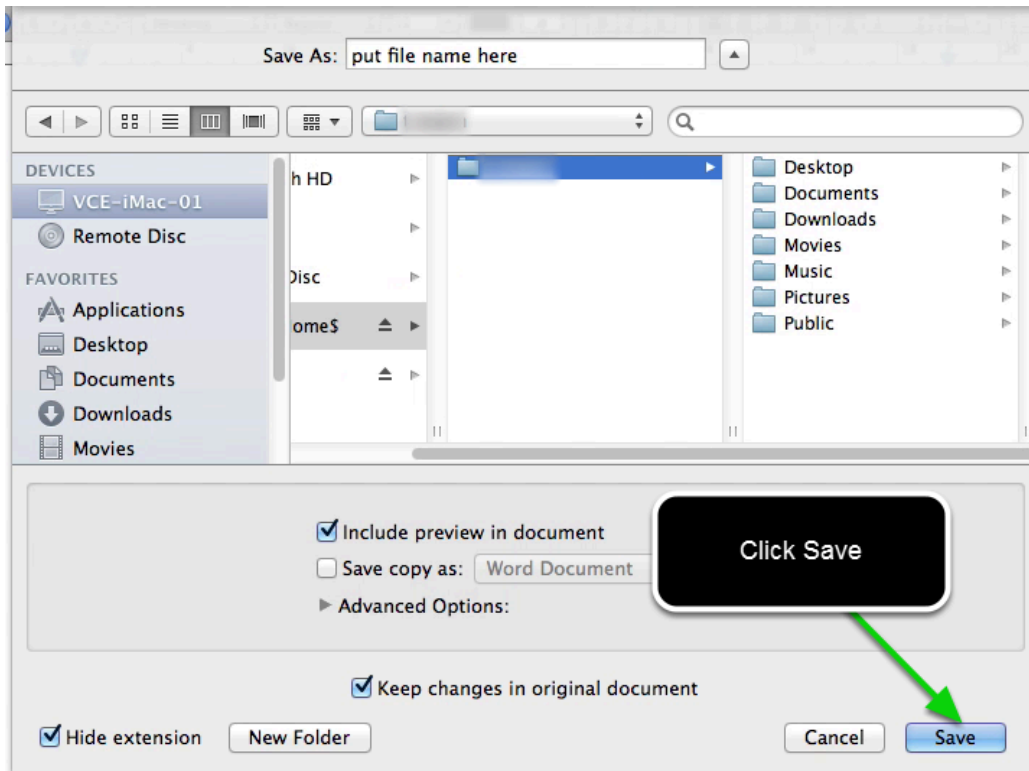 Save As: put file name here
DEVICES
VCE-iMac-01
Remote Disc
FAVORITES
Applications
Desktop
Documents
Downloads
Movies
h HD
Disc
ome$
Desktop
Documents
Downloads
Movies
Music
Pictures
Public
Include preview in document
Save copy as: Word Document
Advanced Options:
Click Save
Keep changes in original document
Hide extension New Folder Cancel Save